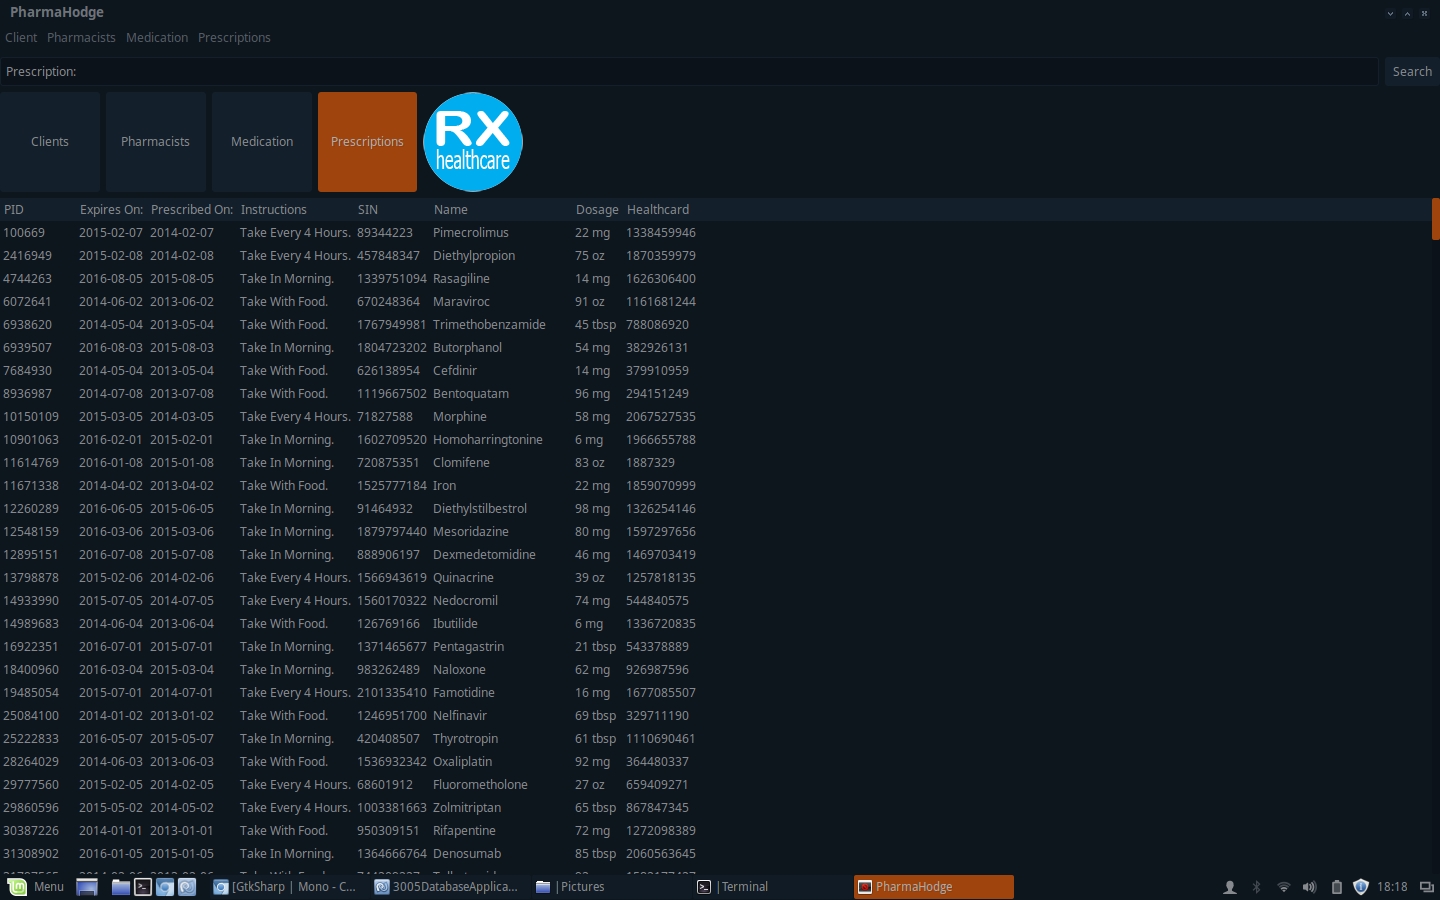 PharmaHodge
Client Pharmacists Medication Prescriptions
Prescription: Search
Clients Pharmacists Medication Prescriptions RX
healthcare
PID Expires On: Prescribed On: Instructions SIN Name Dosage Healthcard
100669 2015-02-07 2014-02-07 Take Every 4 Hours. 89344223 Pimecrolimus 22 mg 1338459946
2416949 2015-02-08 2014-02-08 Take Every 4 Hours. 457848347 Diethylpropion 75 oz 1870359979
4744263 2016-08-05 2015-08-05 Take In Morning. 1339751094 Rasagiline 14 mg 1626306400
6072641 2014-06-02 2013-06-02 Take With Food. 670248364 Maraviroc 91 oz 1161681244
6938620 2014-05-04 2013-05-04 Take With Food. 1767949981 Trimethobenzamide 45 tbsp 788086920
6939507 2016-08-03 2015-08-03 Take In Morning. 1804723202 Butorphanol 54 mg 382926131
7684930 2014-05-04 2013-05-04 Take With Food. 626138954 Cefdinir 14 mg 379910959
8936987 2014-07-08 2013-07-08 Take With Food. 1119667502 Bentoquatam 96 mg 294151249
10150109 2015-03-05 2014-03-05 Take Every 4 Hours. 71827588 Morphine 58 mg 2067527535
10901063 2016-02-01 2015-02-01 Take In Morning. 1602709520 Homoharringtonine 6 mg 1966655788
11614769 2016-01-08 2015-01-08 Take In Morning. 720875351 Clomifene 83 oz 1887329
11671338 2014-04-02 2013-04-02 Take With Food. 1525777184 Iron 22 mg 1859070999
12260289 2016-06-05 2015-06-05 Take In Morning. 91464932 Diethylstilbestrol 98 mg 1326254146
12548159 2016-03-06 2015-03-06 Take In Morning. 1879797440 Mesoridazine 80 mg 1597297656
12895151 2016-07-08 2015-07-08 Take In Morning. 888906197 Dexmedetomidine 46 mg 1469703419
13798878 2015-02-06 2014-02-06 Take Every 4 Hours. 1566943619 Quinacrine 39 oz 1257818135
14933990 2015-07-05 2014-07-05 Take Every 4 Hours. 1560170322 Nedocromil 74 mg 544840575
14989683 2014-06-04 2013-06-04 Take With Food. 126769166 Ibutilide 6 mg 1336720835
16922351 2016-07-01 2015-07-01 Take In Morning. 1371465677 Pentagastrin 21 tbsp 543378889
18400960 2016-03-04 2015-03-04 Take In Morning. 983262489 Naloxone 62 mg 926987596
19485054 2015-07-01 2014-07-01 Take Every 4 Hours. 2101335410 Famotidine 16 mg 1677085507
25084100 2014-01-02 2013-01-02 Take With Food. 1246951700 Nelfinavir 69 tbsp 329711190
25222833 2016-05-07 2015-05-07 Take In Morning. 420408507 Thyrotropin 61 tbsp 1110690461
28264029 2014-06-03 2013-06-03 Take With Food. 1536932342 Oxaliplatin 92 mg 364480337
29777560 2015-02-05 2014-02-05 Take Every 4 Hours. 68601912 Fluorometholone 27 oz 659409271
29860596 2015-05-02 2014-05-02 Take Every 4 Hours. 1003381663 Zolmitriptan 65 tbsp 867847345
30387226 2014-01-01 2013-01-01 Take With Food. 950309151 Rifapentine 72 mg 1272098389
31308902 2016-01-05 2015-01-05 Take In Morning. 1364666764 Denosumab 85 tbsp 2060563645
Menu [GtkSharp | Mono - C... 3005DatabaseApplica... |Pictures |Terminal PharmaHodge 18:18